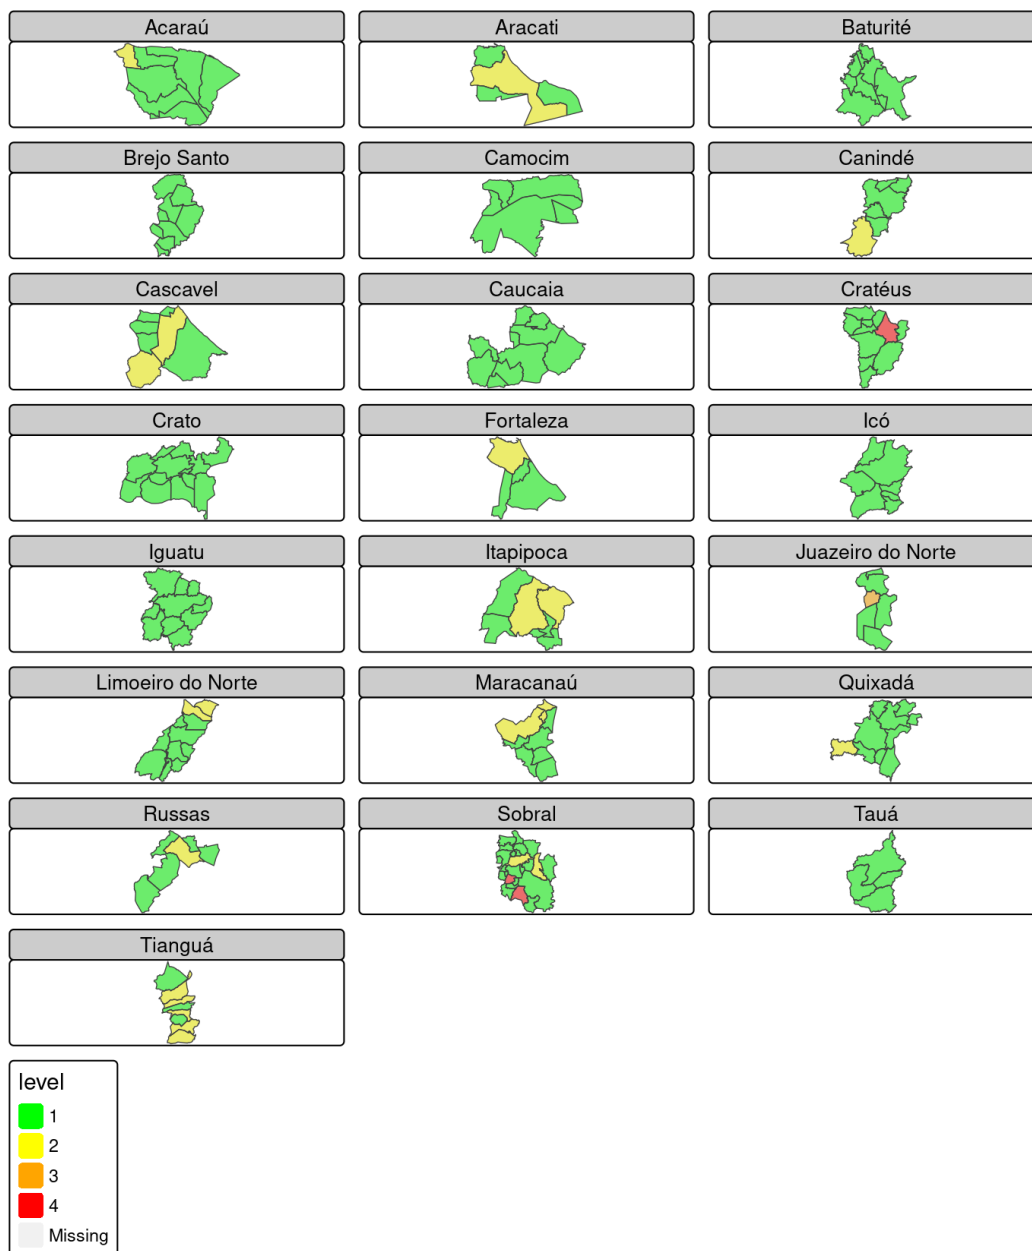 Acaraú
Aracati
Baturité
Brejo Santo
Camocim
Canindé
Cascavel
Caucaia
Cratéus
Crato
Fortaleza
Icó
Iguatu
Itapipoca
Juazeiro do Norte
Limoeiro do Norte
Maracanaú
Quixadá
Russas
Sobral
Tauá
Tianguá
level
1
2
3
4
Missing